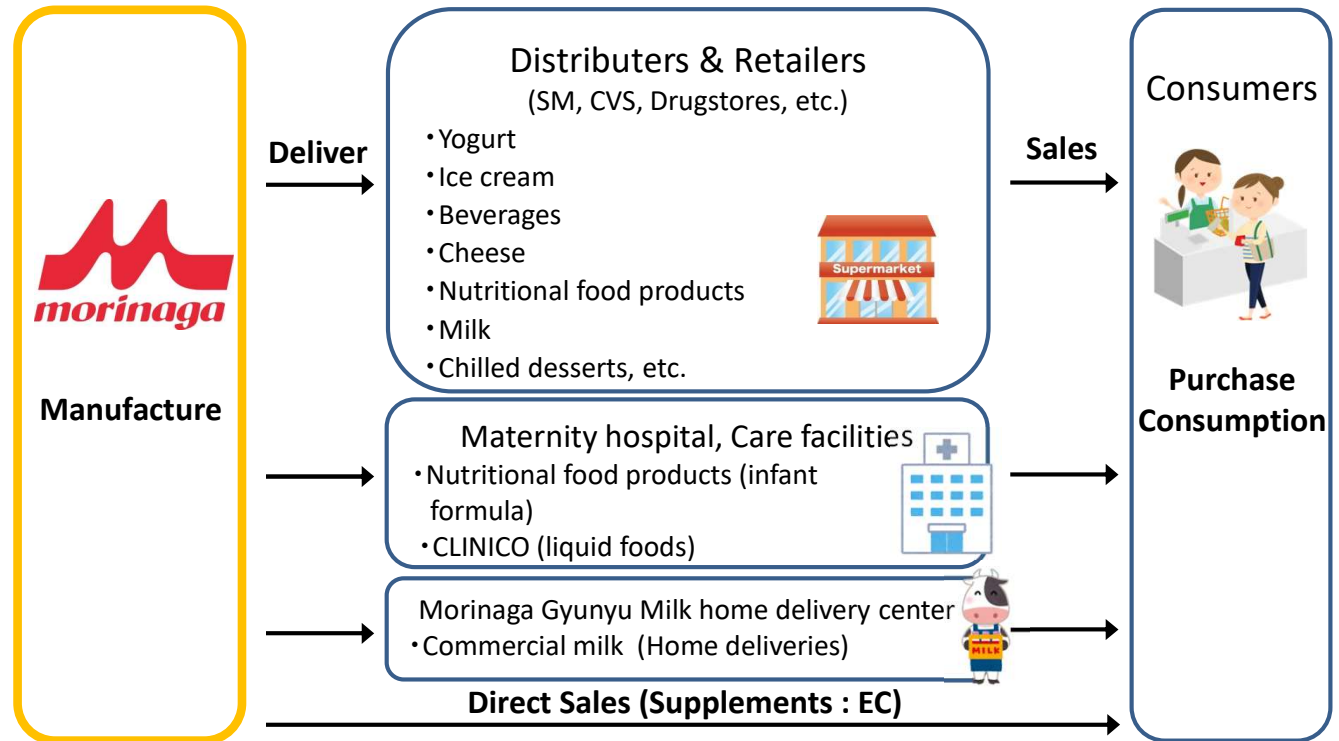 morinaga
Manufacture
Deliver
Distributers & Retailers
(SM, CVS, Drugstores, etc.)
・Yogurt
・Ice cream
・Beverages
・Cheese
・Nutritional food products
・Milk
・Chilled desserts, etc.
Supermarket
Maternity hospital, Care facilities
・Nutritional food products (infant
formula)
・CLINICO (liquid foods)
Morinaga Gyunyu Milk home delivery center
・Commercial milk (Home deliveries)
MILK
Direct Sales (Supplements : EC)
Sales
Consumers
Purchase
Consumption